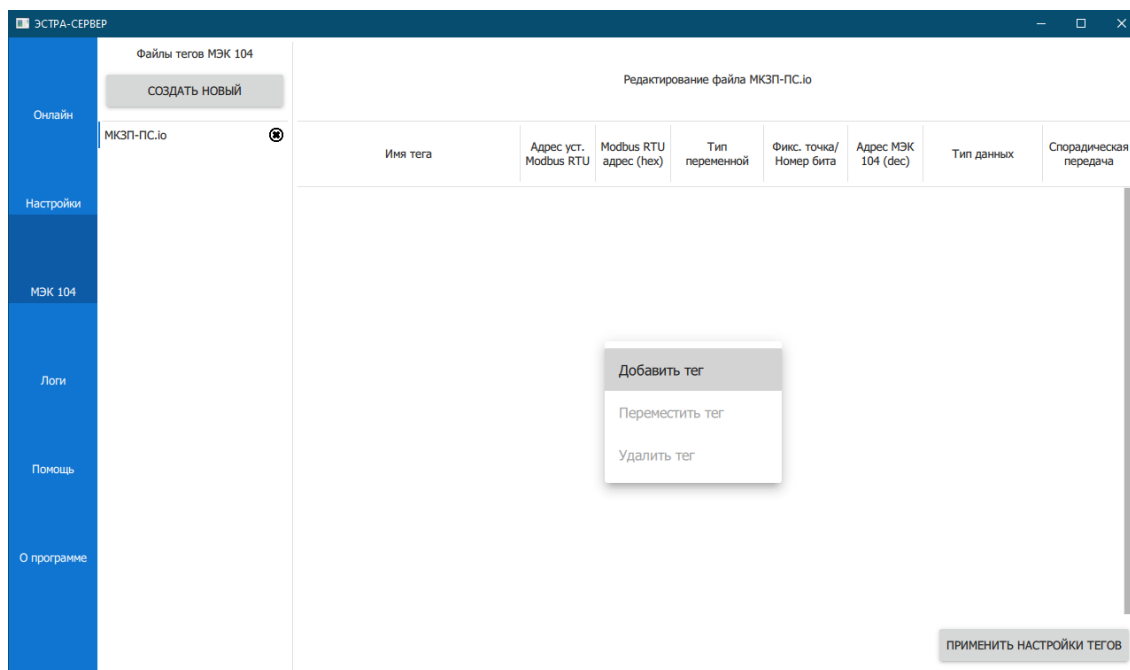 ЭСТРА-СЕРВЕР
Онлайн
Настройки
МЭК 104
Логи
Помощь
О программе
Файлы тегов МЭК 104
СОЗДАТЬ НОВЫЙ
МКЗП-ПС.io
Редактирование файла МКЗП-ПС.io
Имя тега
Адрес уст.
Modbus RTU
Modbus RTU
адрес (hex)
Тип
переменной
Фикс. точка/
Номер бита
Адрес МЭК
104 (dec)
Тип данных
Спорадическая
передача
Добавить тег
Переместить тег
Удалить тег
ПРИМЕНИТЬ НАСТРОЙКИ ТЕГОВ